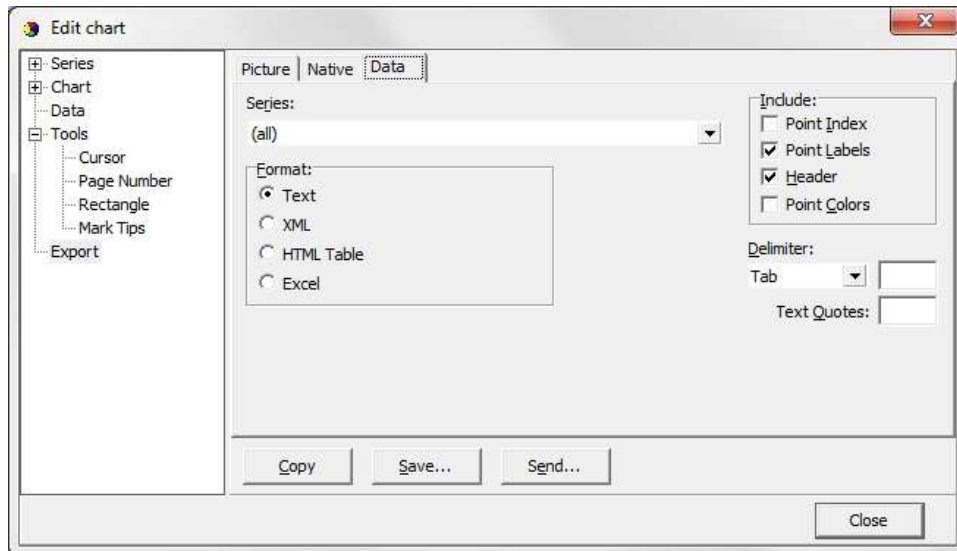 Edit chart
Series
Chart
Data
Tools
Cursor
Page Number
Rectangle
Mark Tips
Export
Picture Native Data
Series:
(all)
Format:
Text
XML
HTML Table
Excel
Include:
Point Index
Point Labels
Header
Point Colors
Delimiter:
Tab
Text Quotes:
Copy Save... Send...
Close